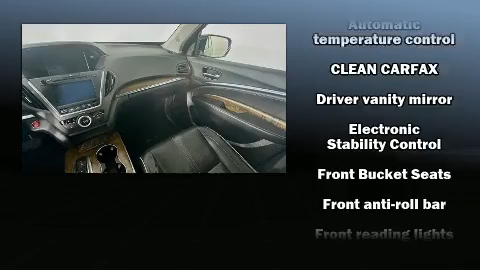 Automatic
temperature control
CLEAN CARFAX
Driver vanity mirror
Electronic
Stability Control
Front Bucket Seats
Front anti-roll bar
Front reading lights